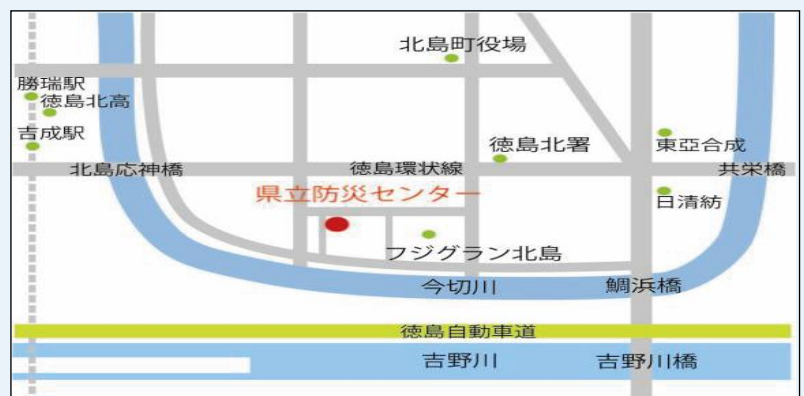 北島町役場
勝瑞駅
徳島北高
吉成駅
徳島北署
東亞合成
北島応神橋
徳島環状線
共栄橋
県立防災センター
日清紡
フジグラン北島
今切川
鯛浜橋
徳島自動車道
吉野川
吉野川橋